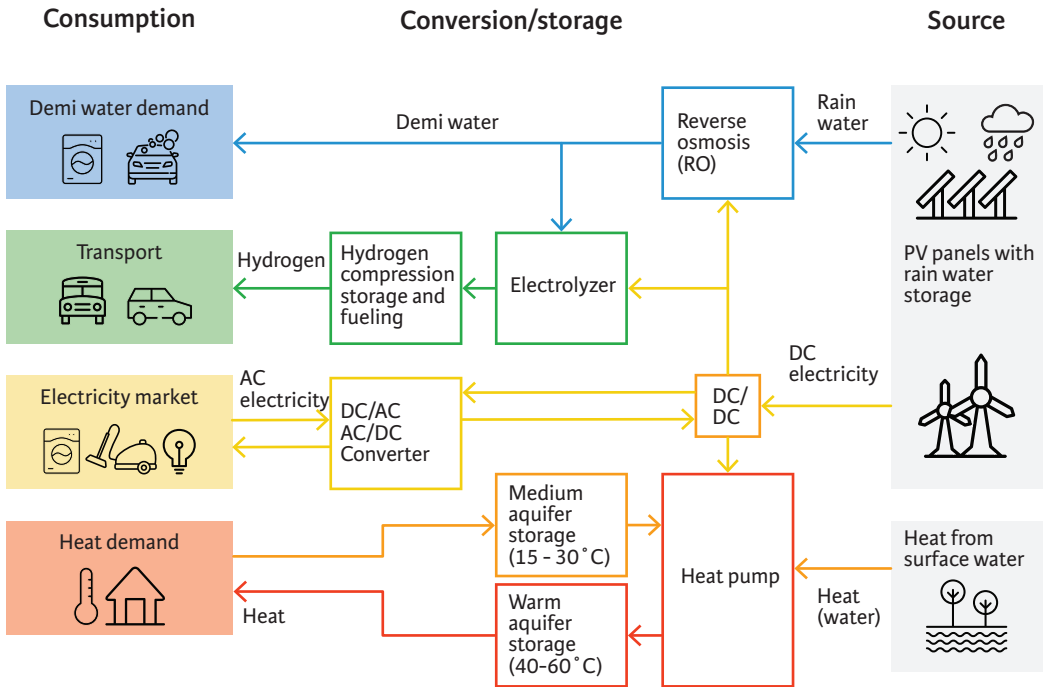 Consumption
Conversion/storage
Source
Demi water demand
Demi water
Reverse
osmosis
(RO)
Rain
water
PV panels with
rain water
storage
Transport
Hydrogen
Hydrogen
compression
storage and
fueling
Electrolyzer
Electricity market
AC
electricity
DC/AC
AC/DC
Converter
DC/
DC
DC
electricity
Heat demand
Heat
Medium
aquifer
storage
(15 - 30˚C)
Warm
aquifer
storage
(40-60˚C)
Heat pump
Heat
(water)
Heat from
surface water